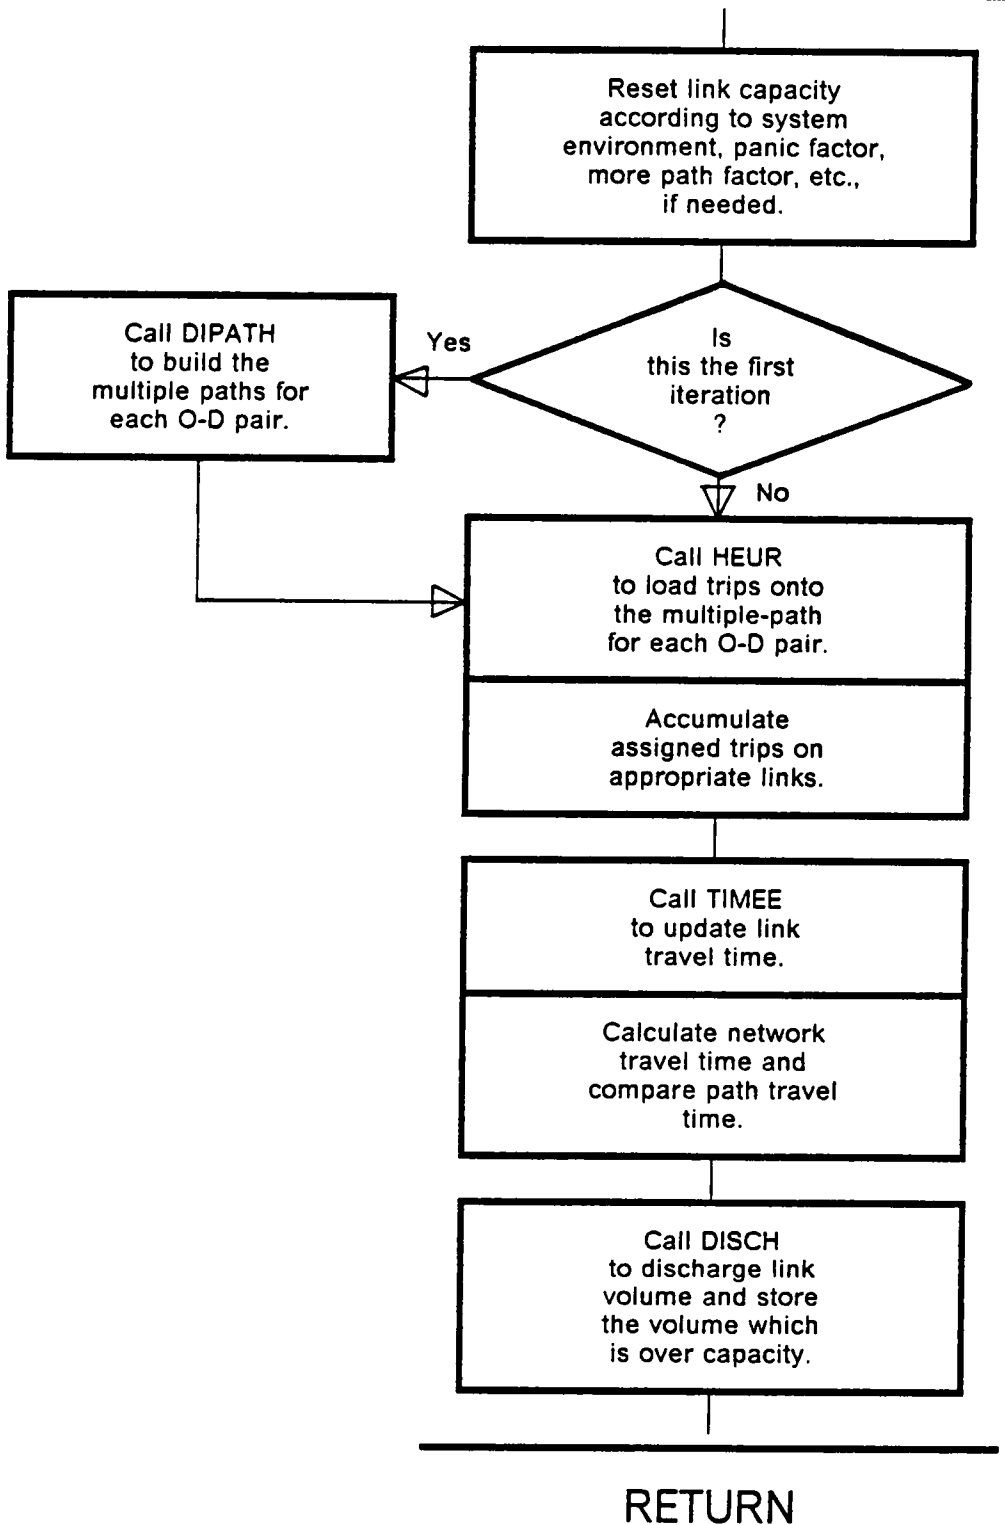 Reset link capacity
according to system
environment, panic factor,
more path factor, etc.,
if needed.
Is
this the first
iteration
?
Yes
Call DIPATH
to build the
multiple paths for
each O-D pair.
No
Call HEUR
to load trips onto
the multiple-path
for each O-D pair.
Accumulate
assigned trips on
appropriate links.
Call TIMEE
to update link
travel time.
Calculate network
travel time and
compare path travel
time.
Call DISCH
to discharge link
volume and store
the volume which
is over capacity.
RETURN